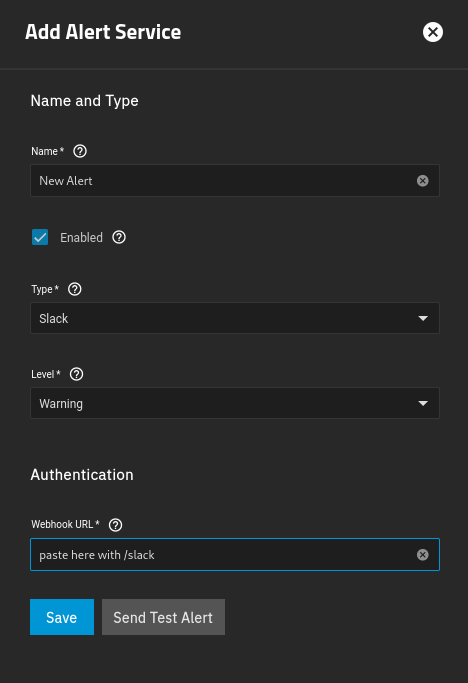 Add Alert Service
Name and Type
Name *
New Alert
Enabled
Type *
Slack
Level *
Warning
Authentication
Webhook URL *
paste here with /slack
Save Send Test Alert